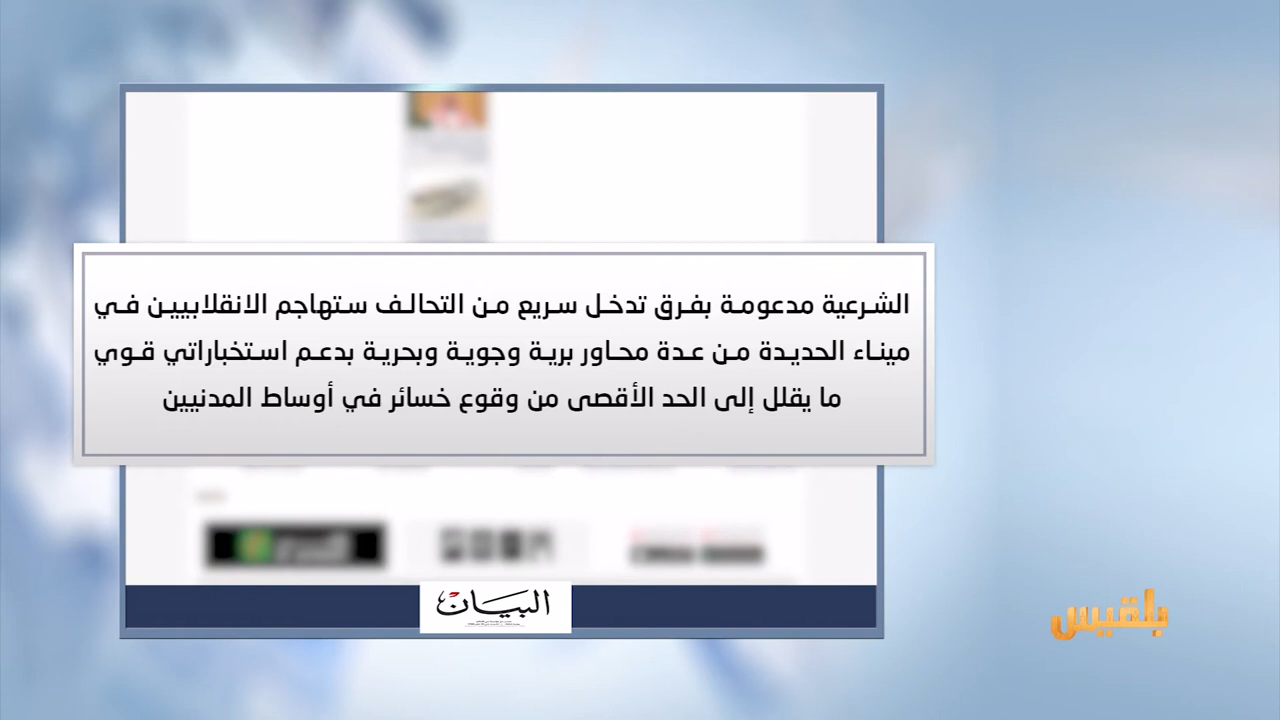 الشرعية مدعومة بفرق تدخل سريع من التحالف ستهاجم الانقلابيين في
ميناء الحديدة من عدة محاور برية وجوية وبحرية بدعم استخباراتي قوي
ما يقلل إلى الحد الأقصى من وقوع خسائر في أوساط المدنيين
البيان
بلقيس